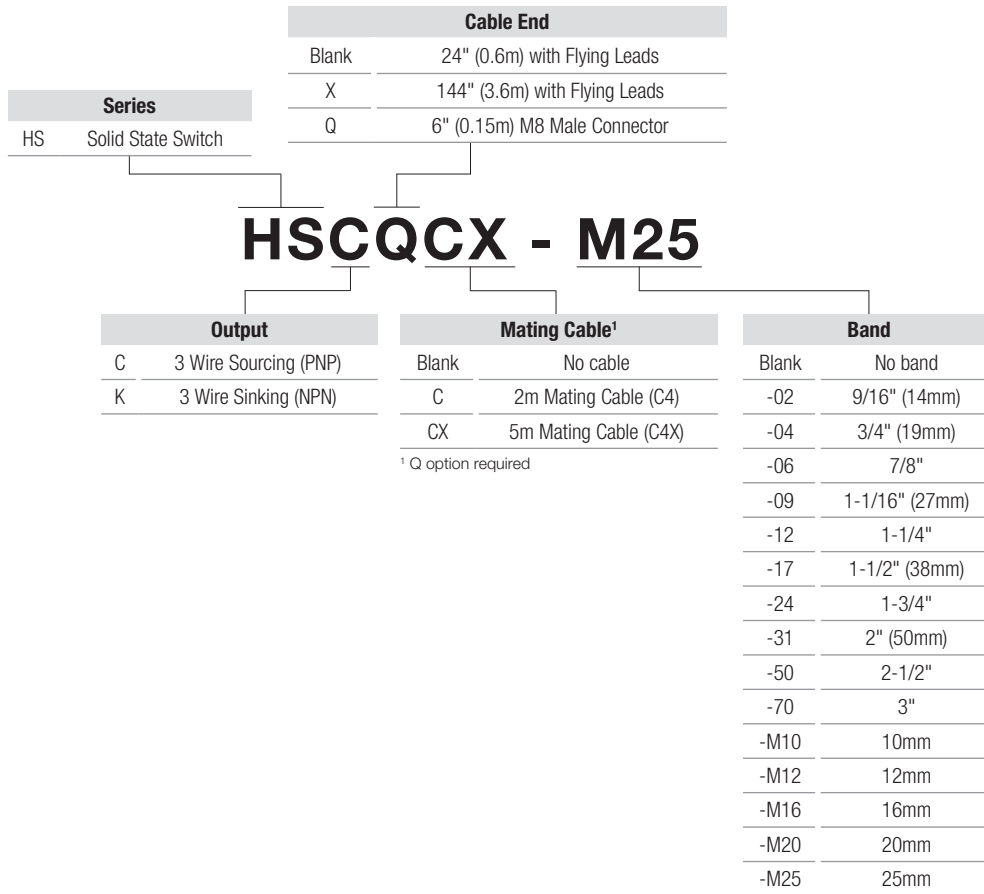 Cable End
Blank 24" (0.6m) with Flying Leads
X 144" (3.6m) with Flying Leads
Q 6" (0.15m) M8 Male Connector
Series
HS Solid State Switch
HSCQCX - M25
Output
C 3 Wire Sourcing (PNP)
K 3 Wire Sinking (NPN)
Mating Cable¹
Blank No cable
C 2m Mating Cable (C4)
CX 5m Mating Cable (C4X)
¹ Q option required
Band
Blank No band
-02 9/16" (14mm)
-04 3/4" (19mm)
-06 7/8"
-09 1-1/16" (27mm)
-12 1-1/4"
-17 1-1/2" (38mm)
-24 1-3/4"
-31 2" (50mm)
-50 2-1/2"
-70 3"
-M10 10mm
-M12 12mm
-M16 16mm
-M20 20mm
-M25 25mm